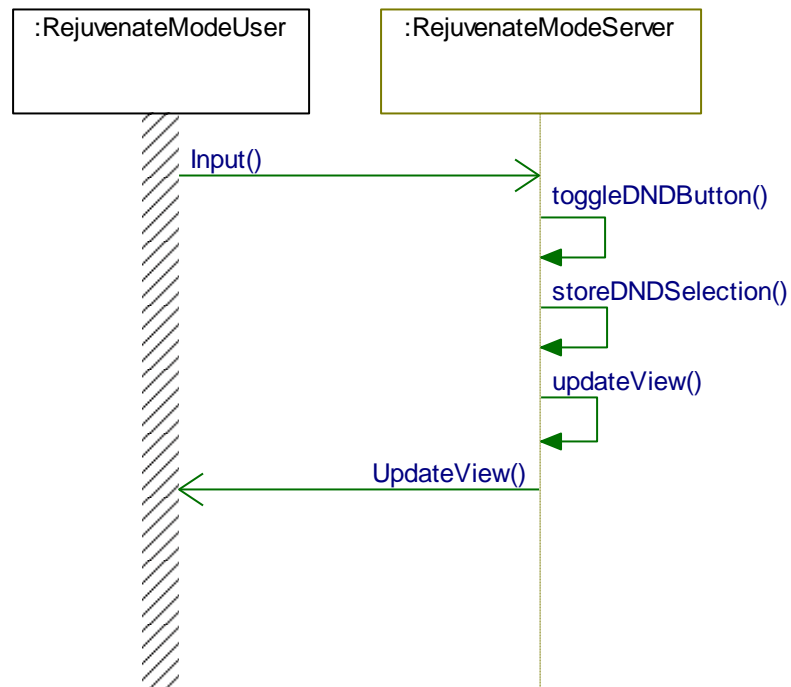 :RejuvenateModeUser
:RejuvenateModeServer
Input()
toggleDNDButton()
storeDNDSelection()
updateView()
UpdateView()